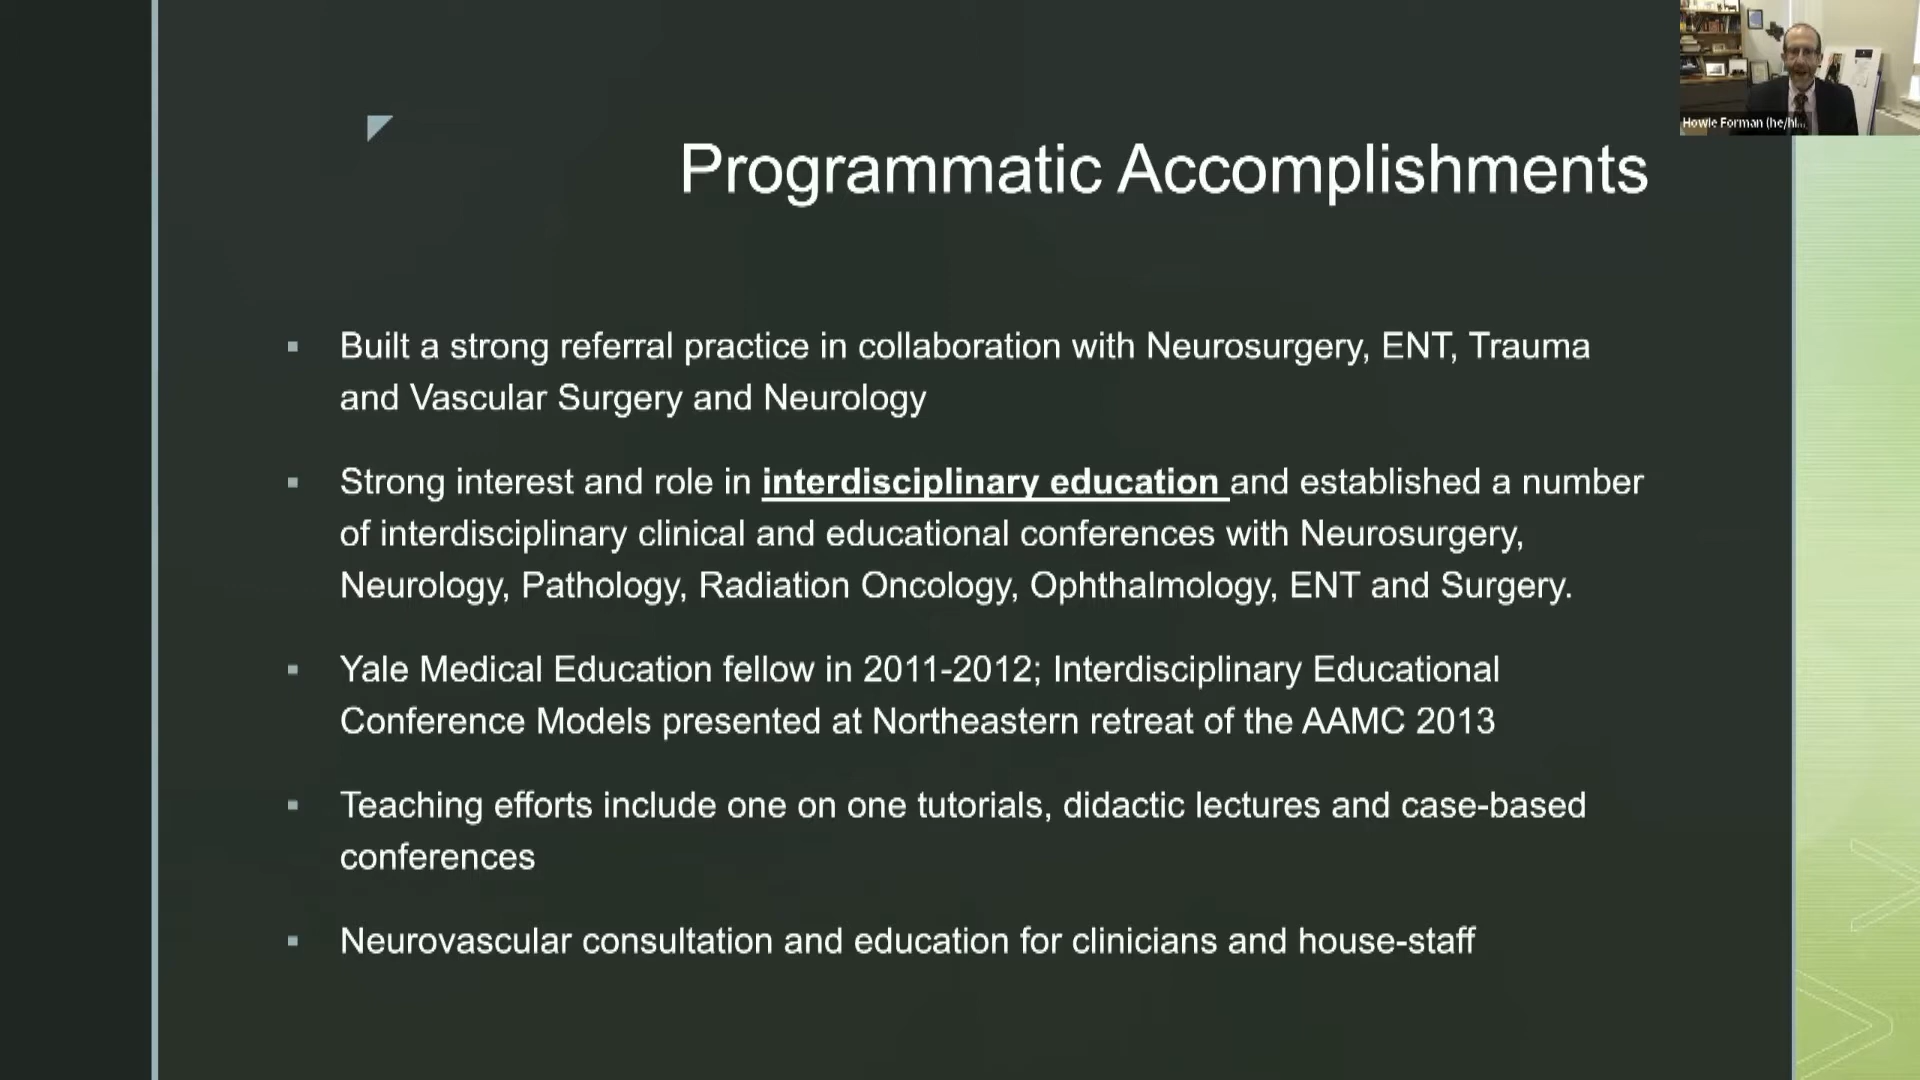 Howie Forman (he/hi...
Programmatic Accomplishments
▪ Built a strong referral practice in collaboration with Neurosurgery, ENT, Trauma
and Vascular Surgery and Neurology
▪ Strong interest and role in interdisciplinary education and established a number
of interdisciplinary clinical and educational conferences with Neurosurgery,
Neurology, Pathology, Radiation Oncology, Ophthalmology, ENT and Surgery.
▪ Yale Medical Education fellow in 2011-2012; Interdisciplinary Educational
Conference Models presented at Northeastern retreat of the AAMC 2013
▪ Teaching efforts include one on one tutorials, didactic lectures and case-based
conferences
▪ Neurovascular consultation and education for clinicians and house-staff